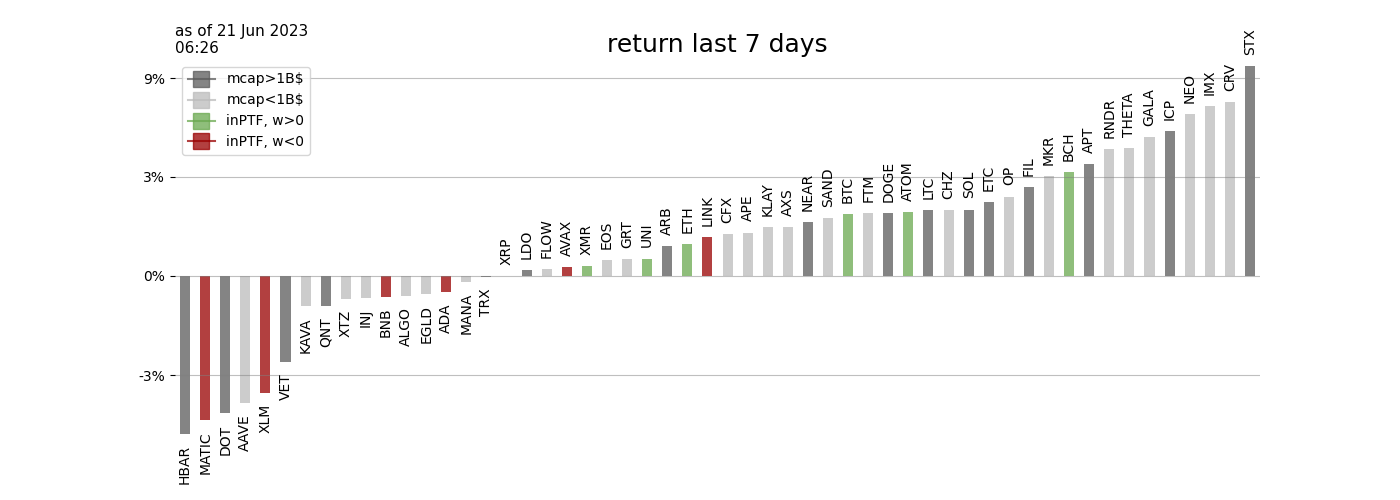 as of 21 Jun 2023
06:26
return last 7 days
mcap>1B$
mcap<1B$
inPTF, w>0
inPTF, w<0
9%
3%
0%
-3%
HBAR
MATIC
DOT
AAVE
XLM
VET
KAVA
QNT
XTZ
INJ
BNB
ALGO
EGLD
ADA
MANA
TRX
XRP
LDO
FLOW
AVAX
XMR
EOS
GRT
UNI
ARB
ETH
LINK
CFX
APE
KLAY
AXS
NEAR
SAND
BTC
FTM
DOGE
ATOM
LTC
CHZ
SOL
ETC
OP
FIL
MKR
BCH
APT
RNDR
THETA
GALA
ICP
NEO
IMX
CRV
STX